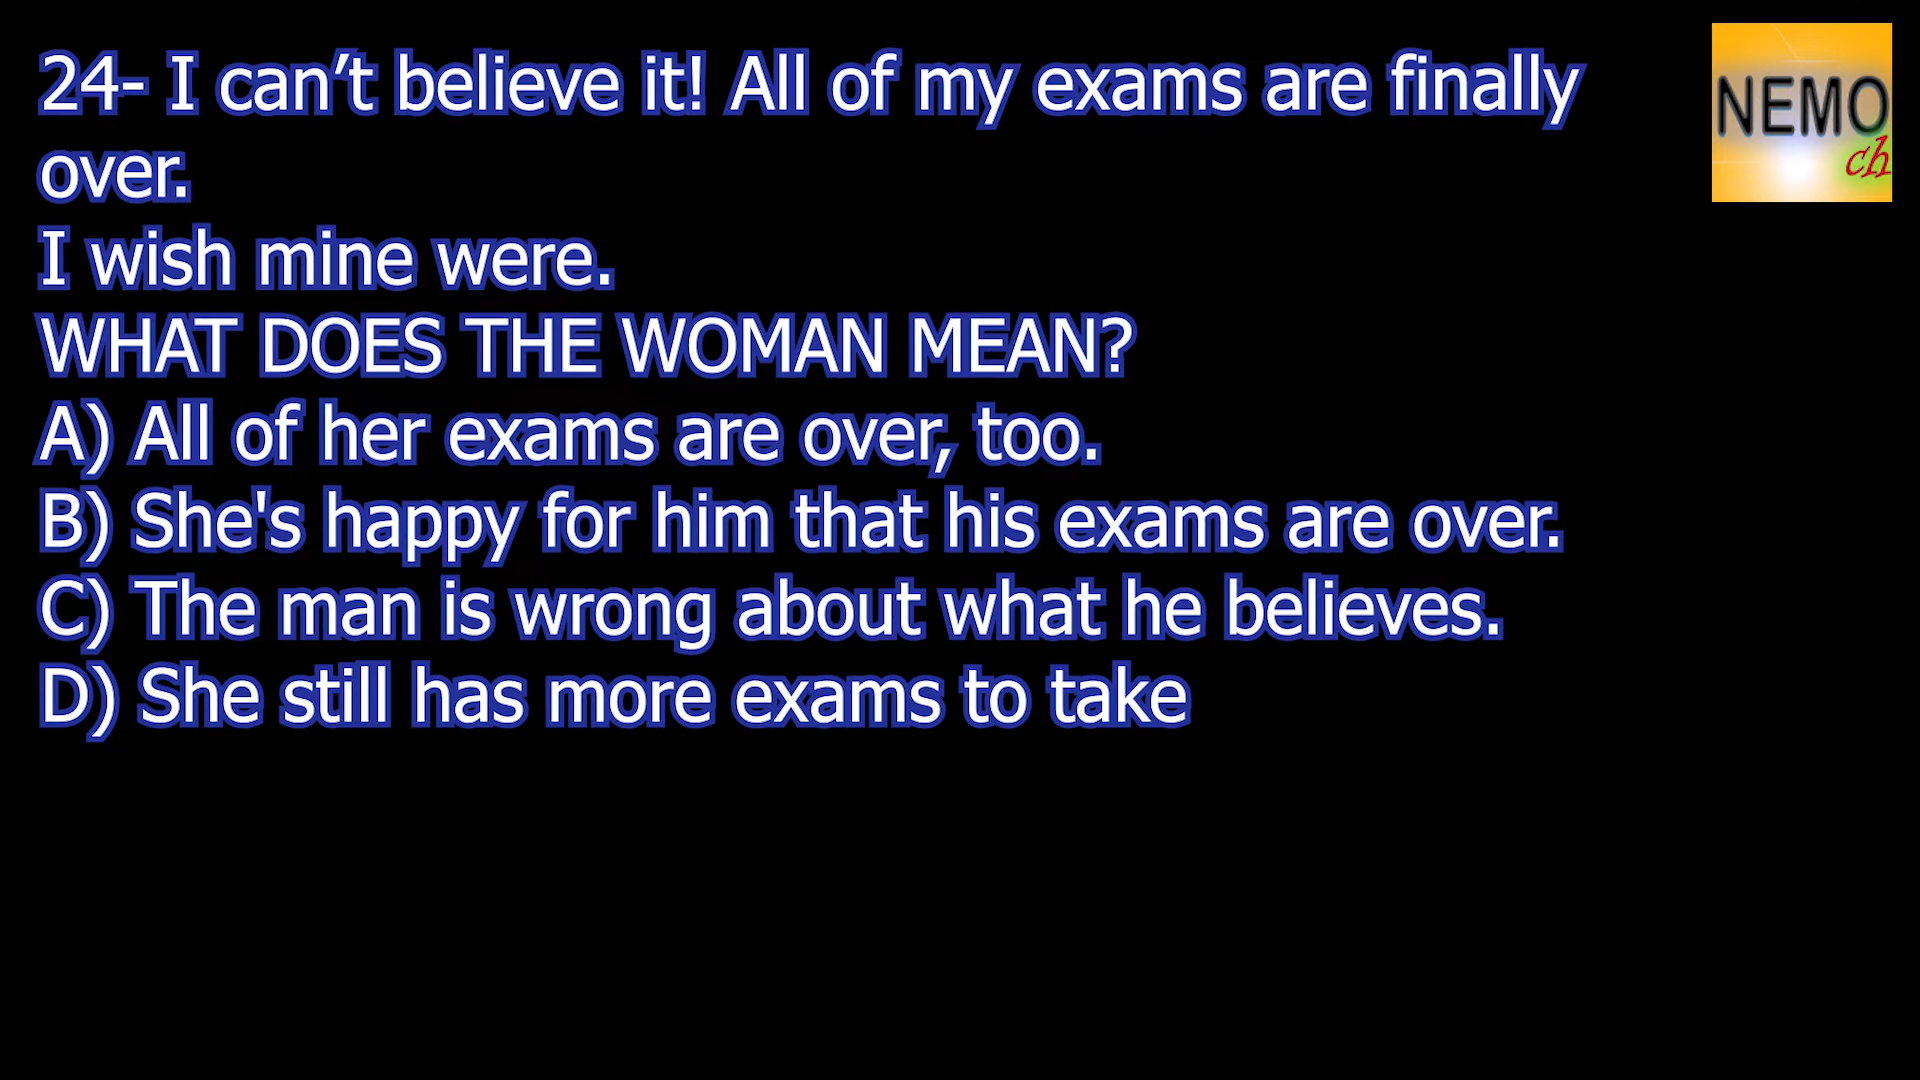 24- I can’t believe it! All of my exams are finally
over.
I wish mine were.
WHAT DOES THE WOMAN MEAN?
A) All of her exams are over, too.
B) She's happy for him that his exams are over.
C) The man is wrong about what he believes.
D) She still has more exams to take
NEMO
ch